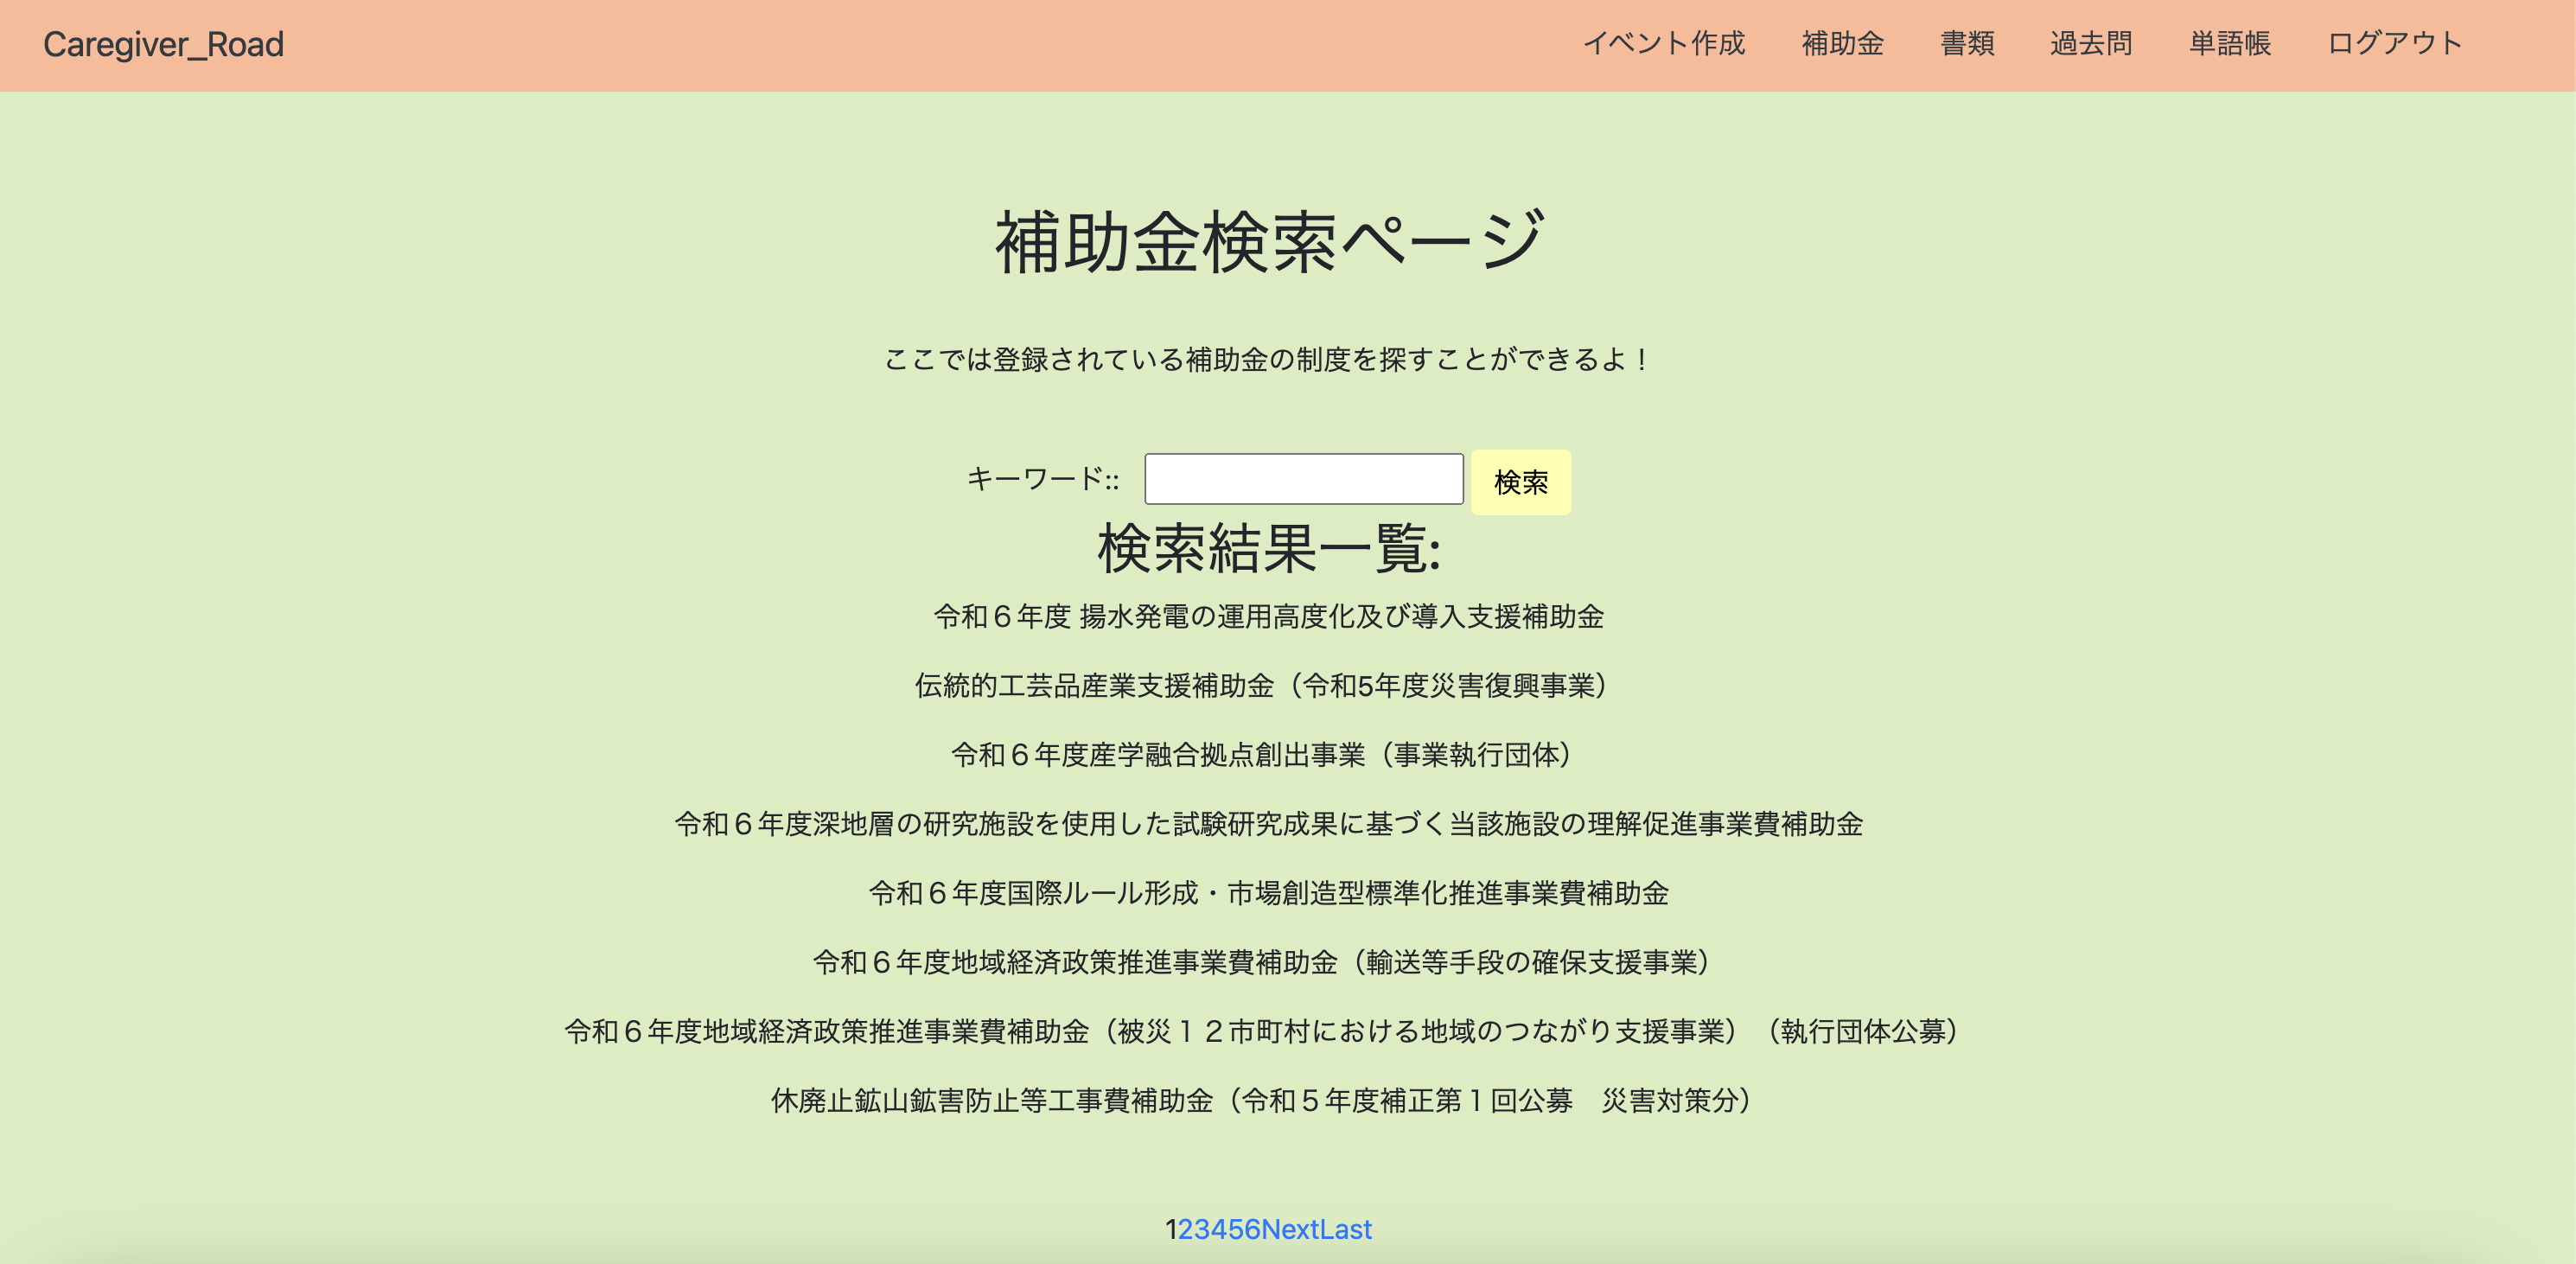 Caregiver_Road
イベント作成 補助金 書類 過去問 単語帳 ログアウト
補助金検索ページ
ここでは登録されている補助金の制度を探すことができるよ！
キーワード:: 検索
検索結果一覧:
令和６年度 揚水発電の運用高度化及び導入支援補助金
伝統的工芸品産業支援補助金（令和5年度災害復興事業）
令和６年度産学融合拠点創出事業（事業執行団体）
令和６年度深地層の研究施設を使用した試験研究成果に基づく当該施設の理解促進事業費補助金
令和６年度国際ルール形成・市場創造型標準化推進事業費補助金
令和６年度地域経済政策推進事業費補助金（輸送等手段の確保支援事業）
令和６年度地域経済政策推進事業費補助金（被災１２市町村における地域のつながり支援事業）（執行団体公募）
休廃止鉱山鉱害防止等工事費補助金（令和５年度補正第１回公募　災害対策分）
123456NextLast